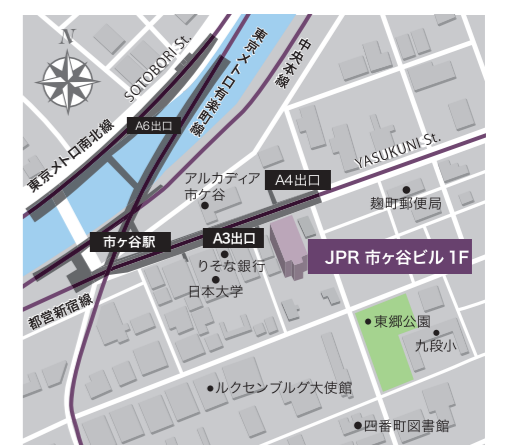 N
SOTOBORI St.
東京メトロ有楽町線
中央本線
A6出口
東京メトロ南北線
YASUKUNI St.
アルカディア
市ケ谷
A4出口
麹町郵便局
市ヶ谷駅
A3出口
JPR 市ヶ谷ビル 1F
りそな銀行
日本大学
都営新宿線
東郷公園
九段小
ルクセンブルグ大使館
四番町図書館